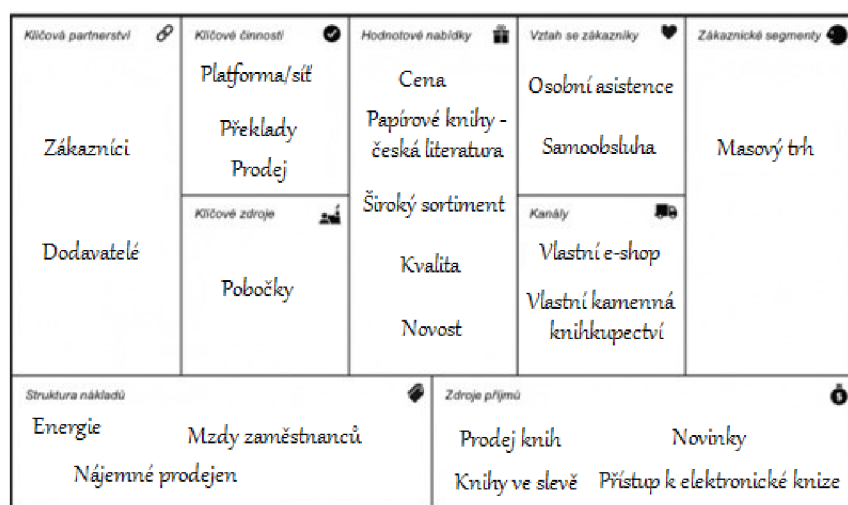 Klíčová partnerství
Zákazníci
Dodavatelé
Klíčové činnosti
Platforma/síť
Překlady
Prodej
Klíčové zdroje
Pobočky
Hodnotové nabídky
Cena
Papírové knihy -
česká literatura
Široký sortiment
Kvalita
Novost
Vztah se zákazníky
Osobní asistence
Samoobsluha
Kanály
Vlastní e-shop
Vlastní kamenná
knihkupectví
Zákaznické segmenty
Masový trh
Struktura nákladů
Energie
Mzdy zaměstnanců
Nájemné prodejen
Zdroje příjmů
Prodej knih
Novinky
Knihy ve slevě
Přístup k elektronické knize